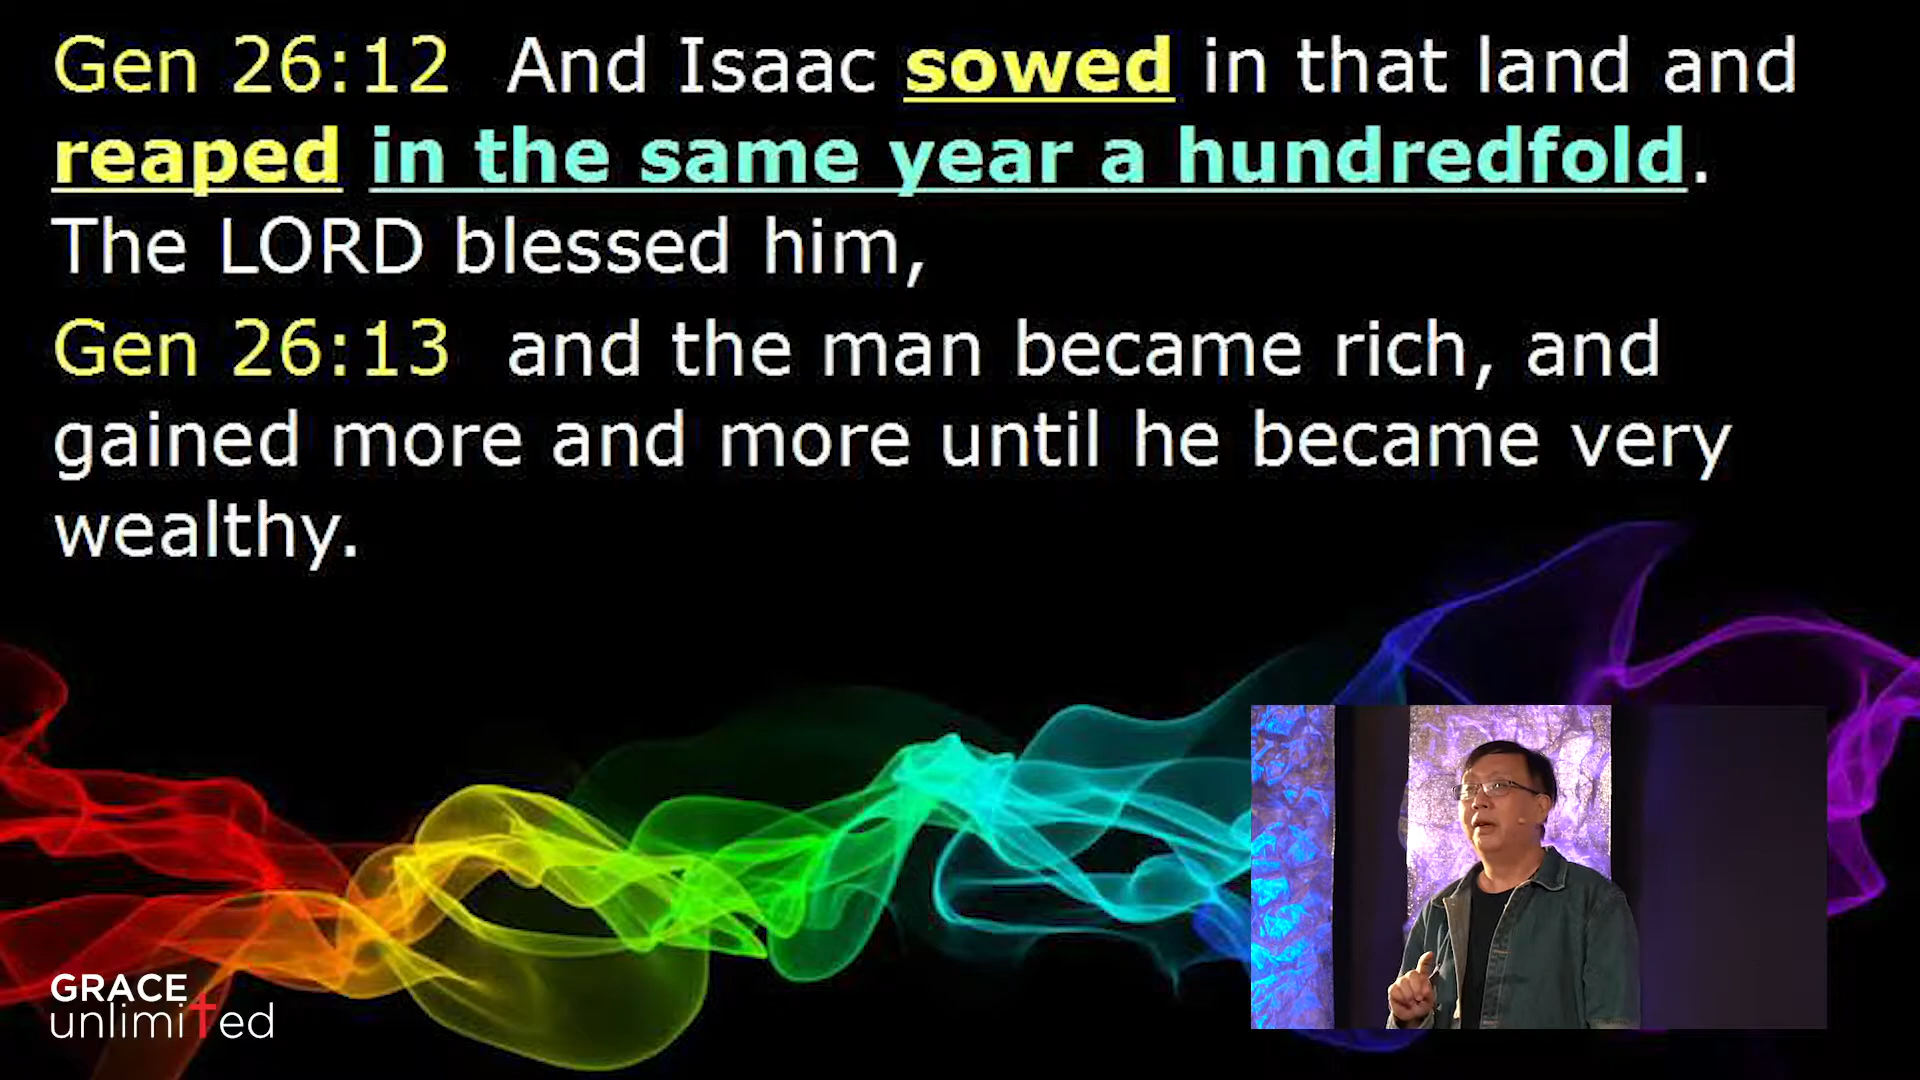 Gen 26:12 And Isaac sowed in that land and
reaped in the same year a hundredfold.
The LORD blessed him,
Gen 26:13 and the man became rich, and
gained more and more until he became very
wealthy.
GRACE
unlimited